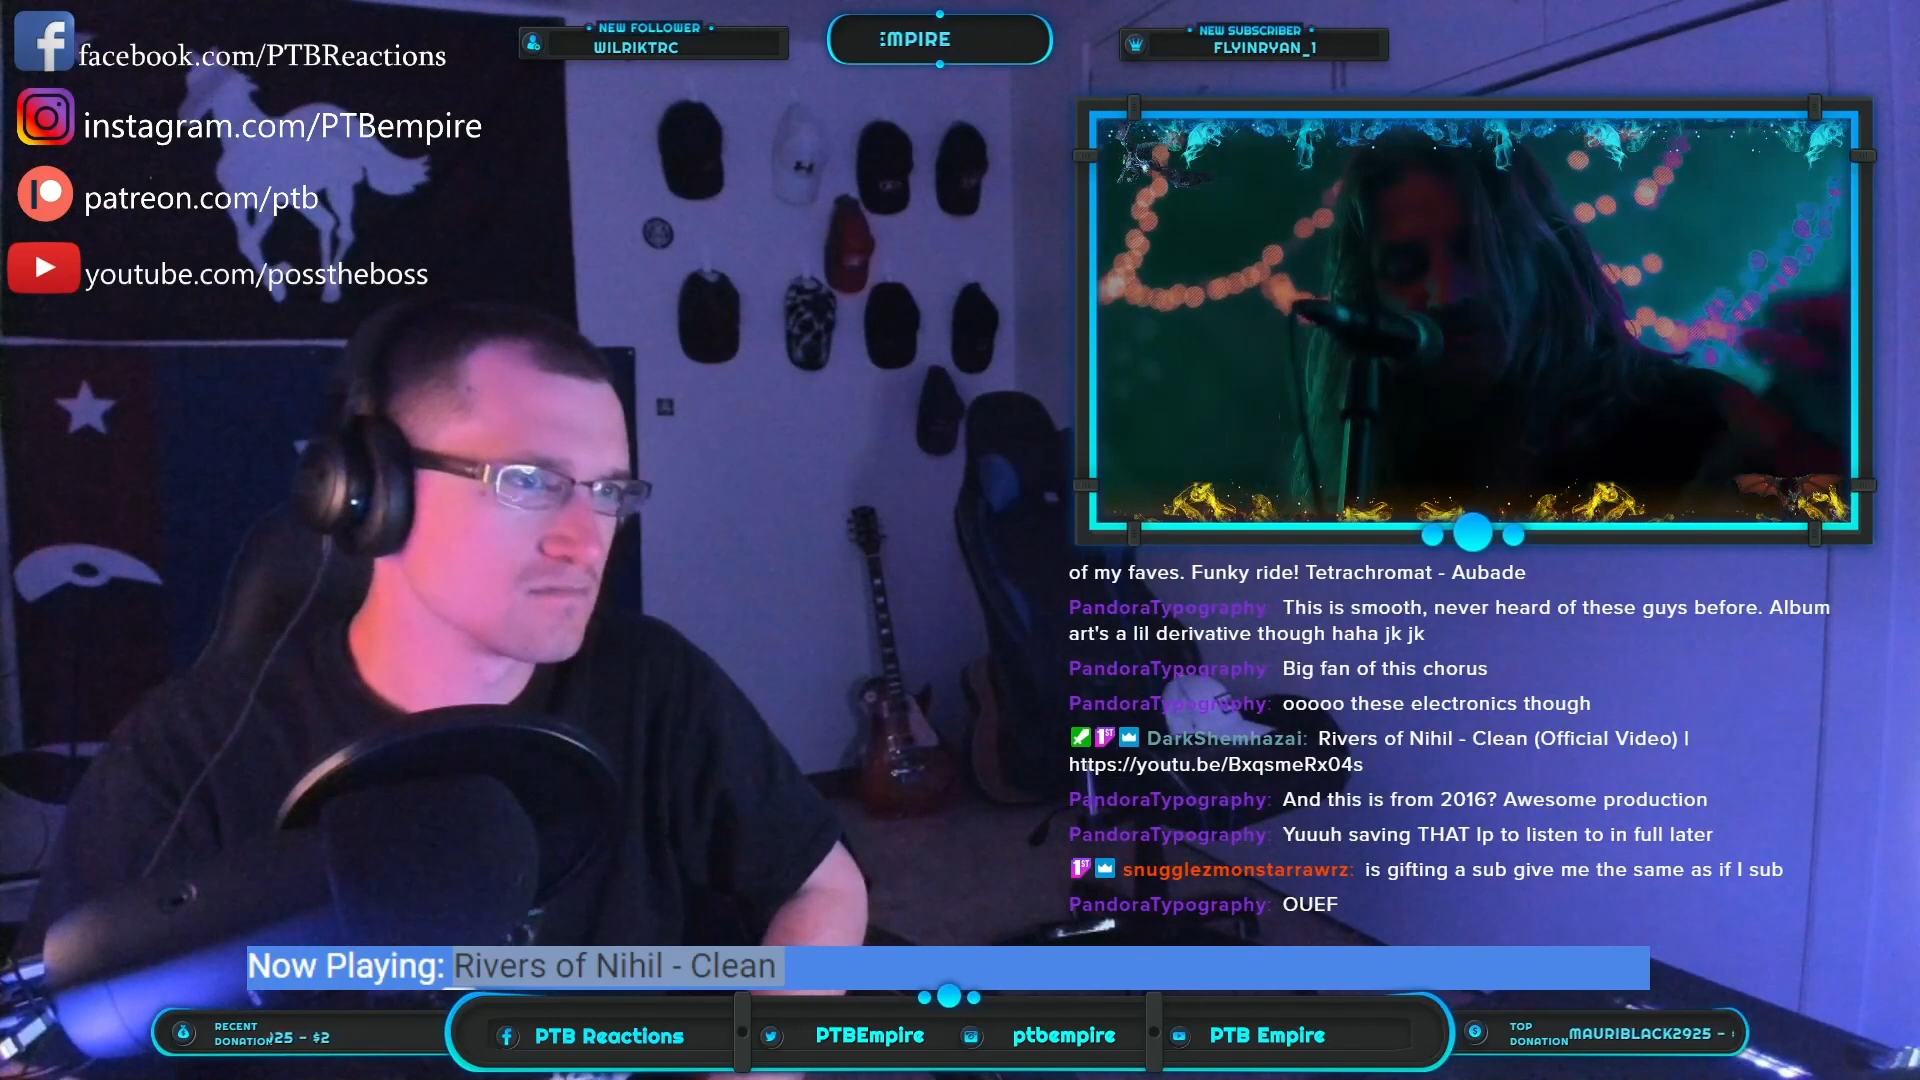 facebook.com/PTBReactions
instagram.com/PTBempire
patreon.com/ptb
youtube.com/posstheboss
NEW FOLLOWER
WILRIKTRC
EMPIRE
NEW SUBSCRIBER
FLYINRYAN_1
of my faves. Funky ride! Tetrachromat - Aubade
PandoraTypography: This is smooth, never heard of these guys before. Album
art's a lil derivative though haha jk jk
PandoraTypography: Big fan of this chorus
PandoraTypography: ooooo these electronics though
1ST DarkShemhazai: Rivers of Nihil - Clean (Official Video) |
https://youtu.be/BxqsmeRx04s
PandoraTypography: And this is from 2016? Awesome production
PandoraTypography: Yuuuh saving THAT lp to listen to in full later
1ST snugglezmonstarrawrz: is gifting a sub give me the same as if I sub
PandoraTypography: OUEF
Now Playing: Rivers of Nihil - Clean
RECENT
DONATION
25 - $2
PTB Reactions
PTBEmpire
ptbempire
PTB Empire
TOP
DONATION
MAURIBLACK2925 -